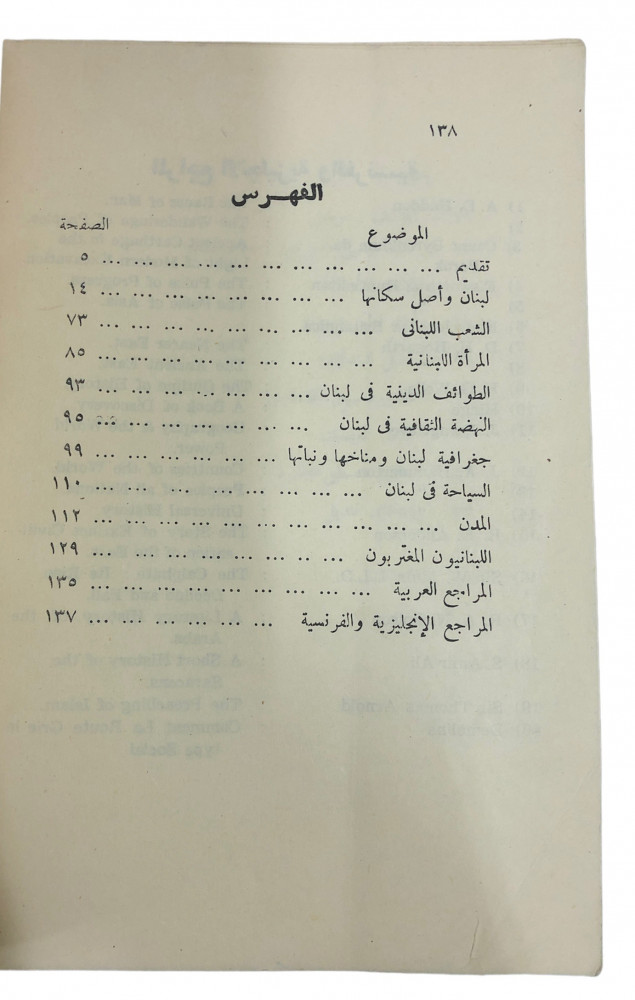 ١٣٨
الفهرس
الموضوع الصفحة
تقديم ... ... ... ... ... ... ... ... ... ... ... ٥
لبنان وأصل سكانها ... ... ... ... ... ... ... ... ١٤
الشعب اللبنانى ... ... ... ... ... ... ... ... ٧٣
المرأة اللبنانية ... ... ... ... ... ... ... ... ٨٥
الطوائف الدينية فى لبنان ... ... ... ... ... ... ... ٩٣
النهضة الثقافية فى لبنان ... ... ... ... ... ... ... ٩٥
جغرافية لبنان ومناخها ونباتها ... ... ... ... ... ... ٩٩
السياحة فى لبنان ... ... ... ... ... ... ... ... ١١٠
المدن ... ... ... ... ... ... ... ... ... ... ... ١١٢
اللبنانيون المغتربون ... ... ... ... ... ... ... ... ١٢٩
المراجع العربية ... ... ... ... ... ... ... ... ... ١٣٥
المراجع الإنجليزية والفرنسية ... ... ... ... ... ... ١٣٧